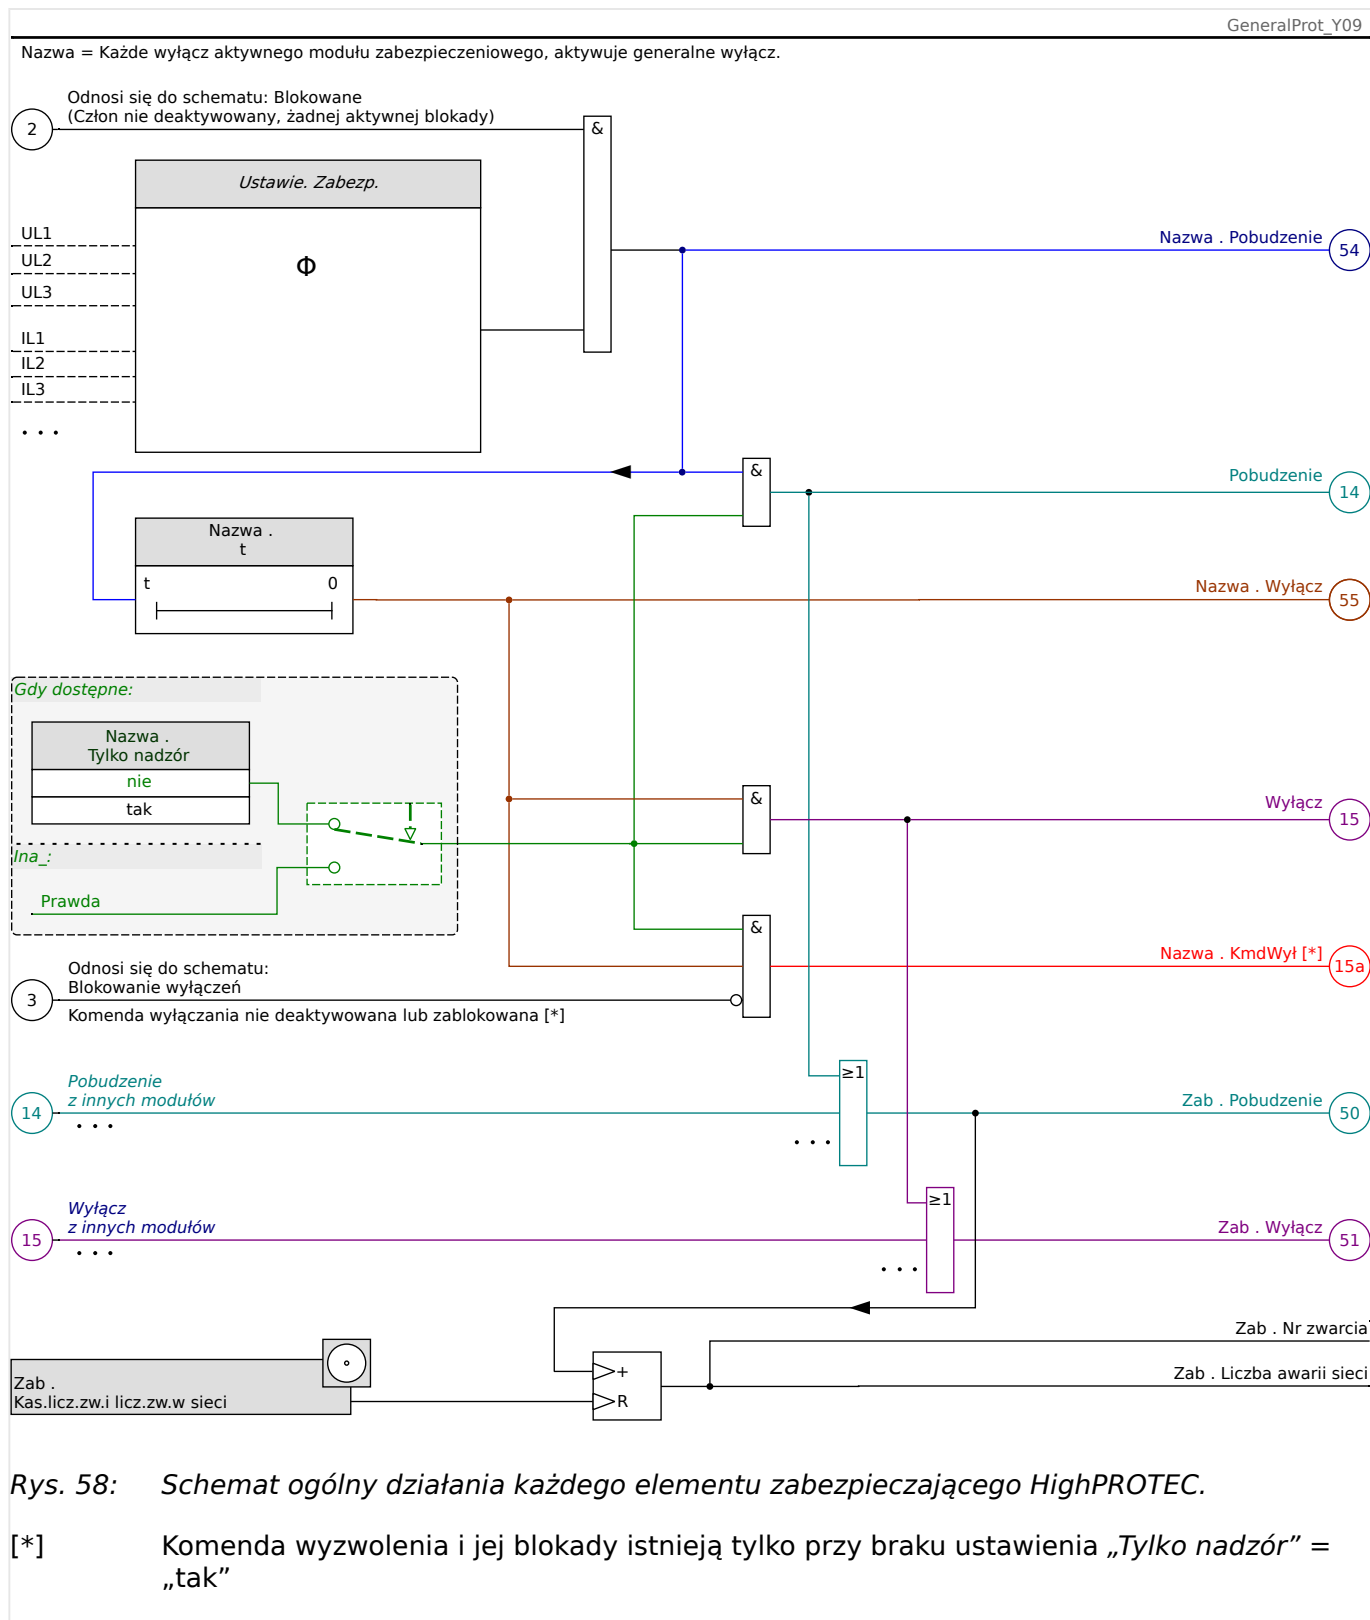 GeneralProt_Y09
Nazwa = Każde wyłącz aktywnego modułu zabezpieczeniowego, aktywuje generalne wyłącz.
Odnosi się do schematu: Blokowane
(Człon nie deaktywowany, żadnej aktywnej blokady)
2
&
Ustawie. Zabezp.
Φ
UL1
UL2
UL3
IL1
IL2
IL3
• • •
Nazwa . Pobudzenie
54
&
Pobudzenie
14
Nazwa .
t
t 0
Nazwa . Wyłącz
55
Gdy dostępne:
Nazwa .
Tylko nadzór
nie
tak
Ina_:
Prawda
&
Wyłącz
15
&
Nazwa . KmdWył [*]
15a
Odnosi się do schematu:
Blokowanie wyłączeń
3
Komenda wyłączania nie deaktywowana lub zablokowana [*]
Pobudzenie
z innych modułów
14
• • •
≥1
• • •
Zab . Pobudzenie
50
Wyłącz
z innych modułów
15
• • •
≥1
• • •
Zab . Wyłącz
51
Zab .
Kas.licz.zw.i licz.zw.w sieci
+
R
Zab . Nr zwarcia
Zab . Liczba awarii sieci
Rys. 58: Schemat ogólny działania każdego elementu zabezpieczającego HighPROTEC.
[*] Komenda wyzwolenia i jej blokady istnieją tylko przy braku ustawienia „Tylko nadzór” =
„tak”